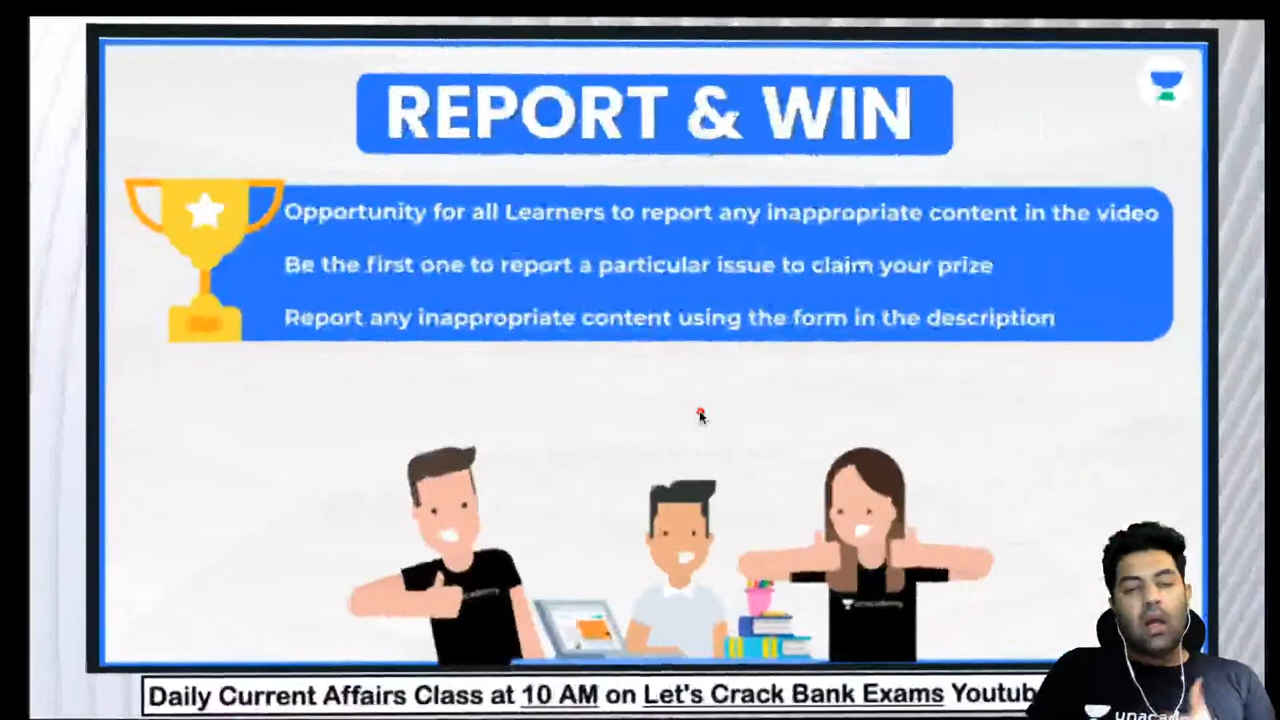 REPORT & WIN
Opportunity for all Learners to report any inappropriate content in the video
Be the first one to report a particular issue to claim your prize
Report any inappropriate content using the form in the description
Daily Current Affairs Class at 10 AM on Let's Crack Bank Exams Youtub
unacad